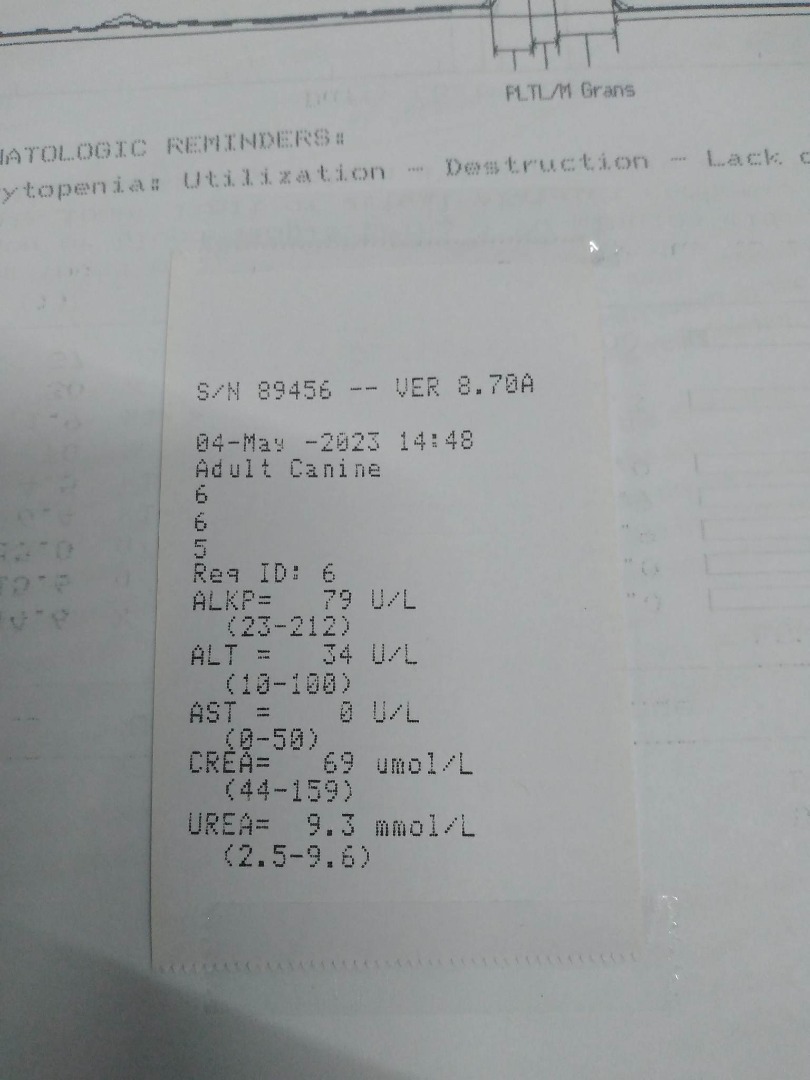 PLTL/M Grans
ATOLOGIC REMINDERS:
ytopenia: Utilization - Destruction - Lack
S/N 89456 -- VER 8.70A
04-May -2023 14:48
Adult Canine
6
6
5
Req ID: 6
ALKP= 79 U/L
(23-212)
ALT = 34 U/L
(10-100)
AST = 0 U/L
(0-50)
CREA= 69 umol/L
(44-159)
UREA= 9.3 mmol/L
(2.5-9.6)